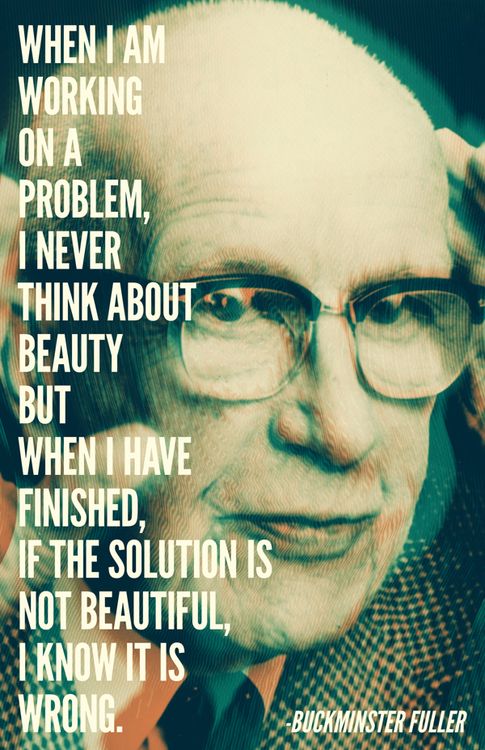 WHEN I AM
WORKING
ON A
PROBLEM,
I NEVER
THINK ABOUT
BEAUTY
BUT
WHEN I HAVE
FINISHED,
IF THE SOLUTION IS
NOT BEAUTIFUL,
I KNOW IT IS
WRONG.
-BUCKMINSTER FULLER